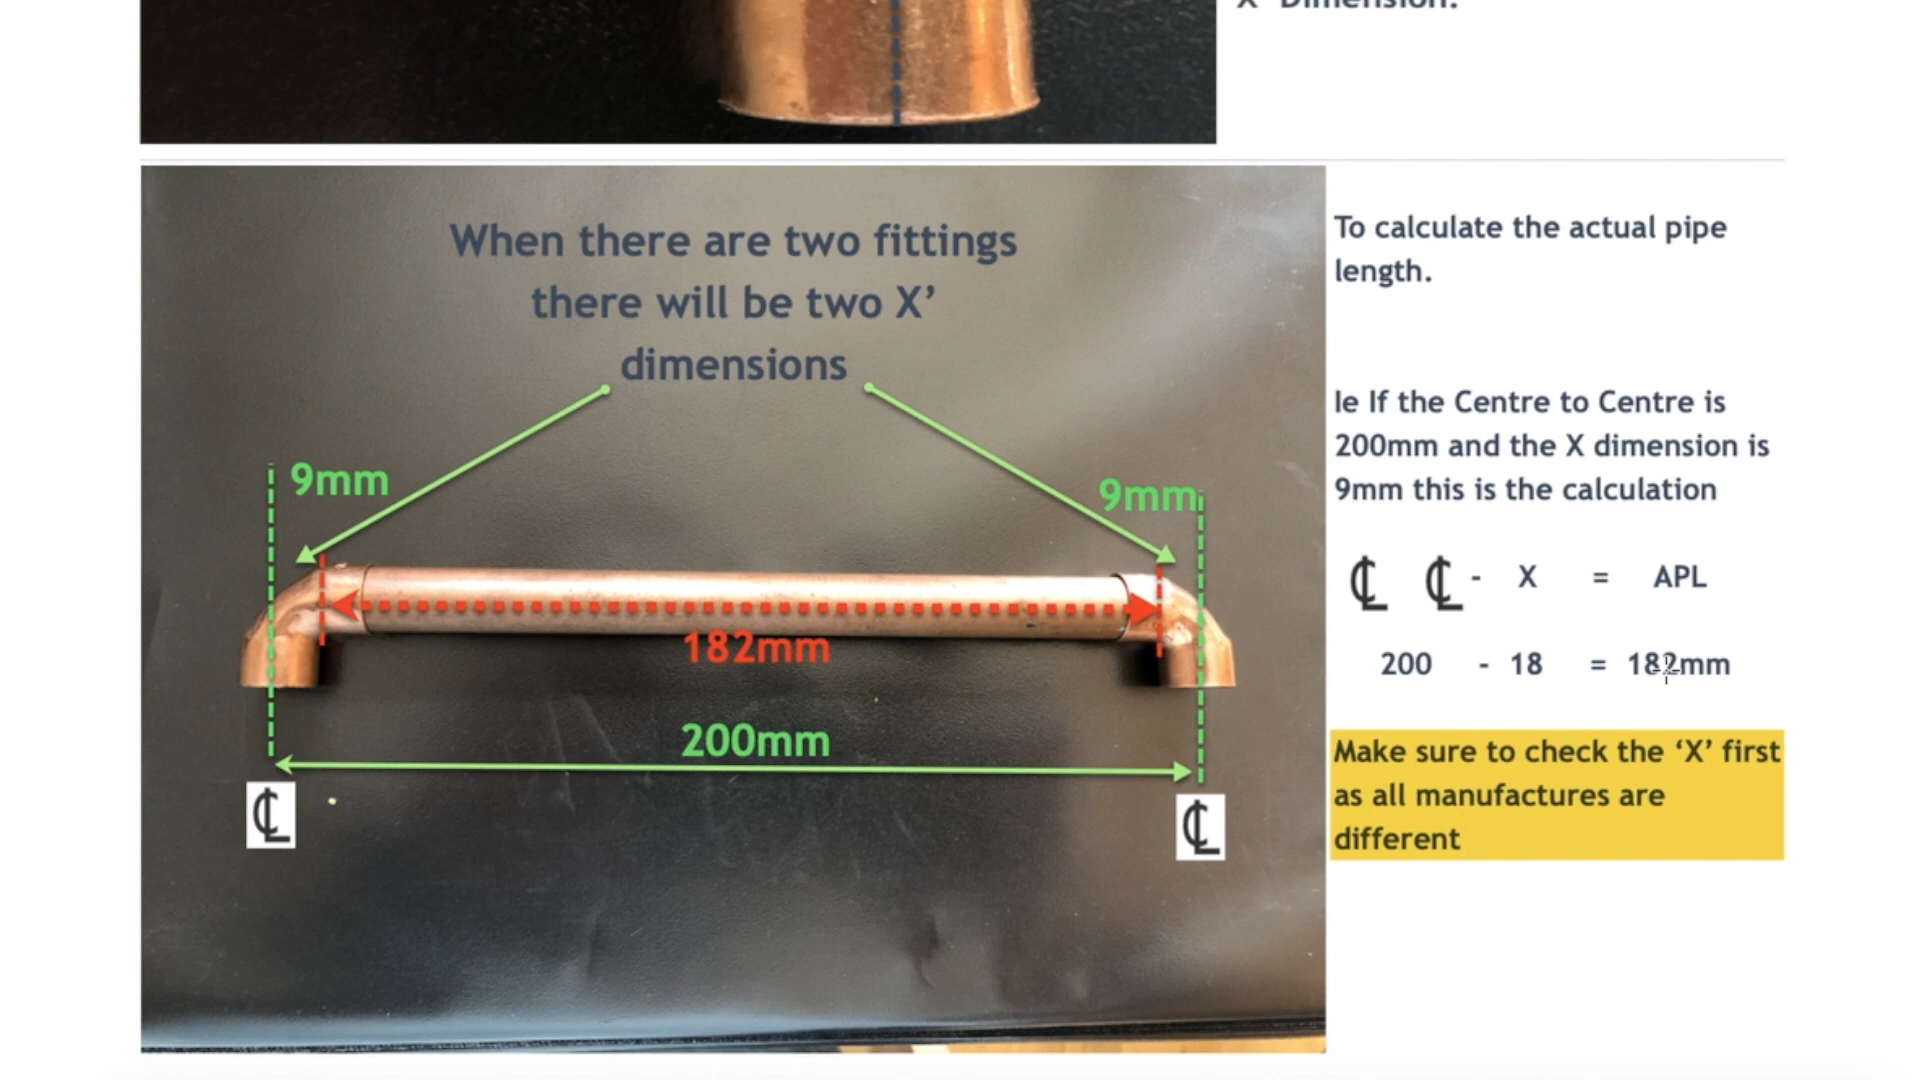 X' Dimension.
When there are two fittings
there will be two X’
dimensions
9mm
9mm
182mm
200mm
℄
℄
To calculate the actual pipe
length.
Ie If the Centre to Centre is
200mm and the X dimension is
9mm this is the calculation
℄ ℄ - X = APL
200 - 18 = 182mm
Make sure to check the ‘X’ first
as all manufactures are
different